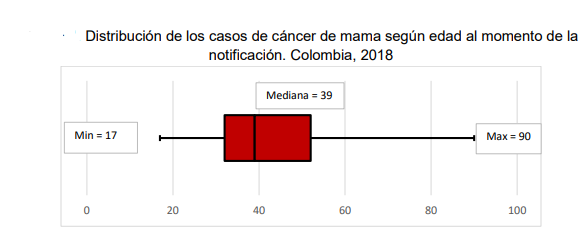 Distribución de los casos de cáncer de mama según edad al momento de la
notificación. Colombia, 2018
Mediana = 39
Min = 17
Max = 90
0 20 40 60 80 100